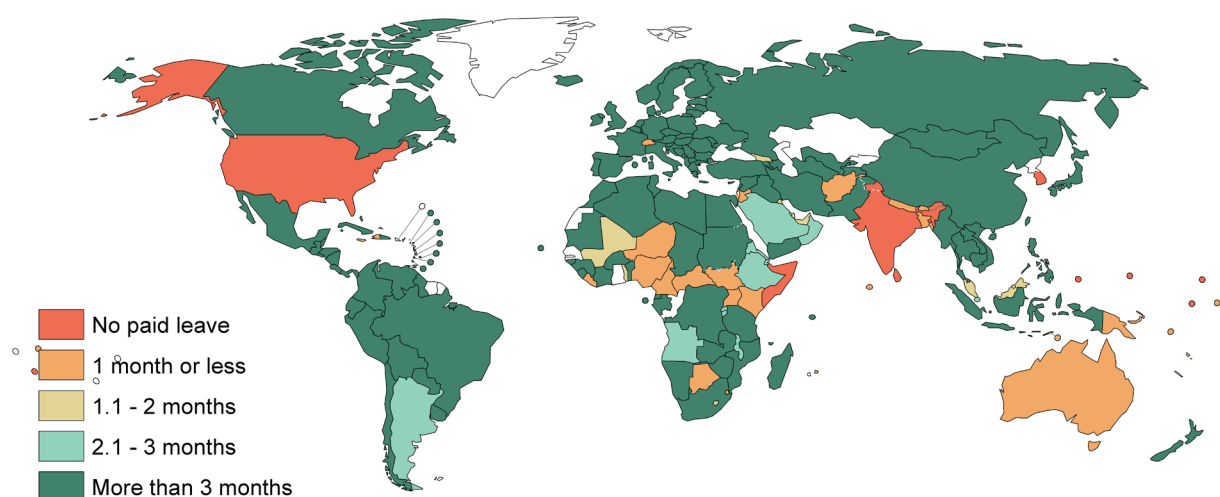 No paid leave
1 month or less
1.1 - 2 months
2.1 - 3 months
More than 3 months